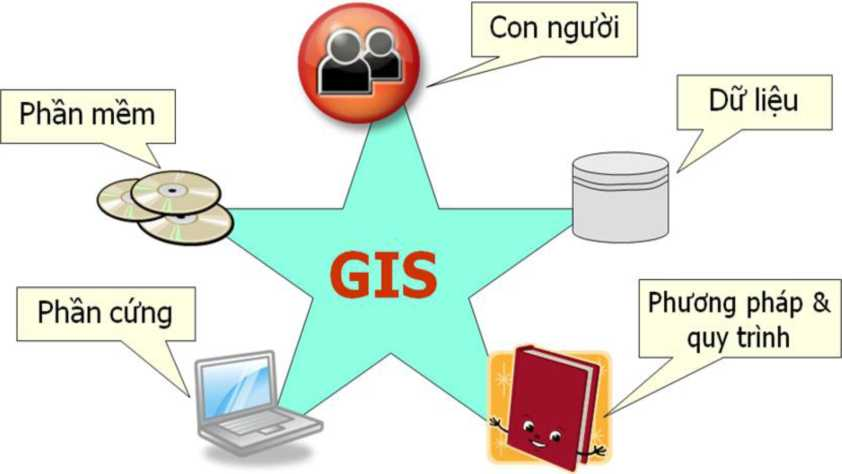 Con người
Dữ liệu
Phần mềm
GIS
Phần cứng
Phương pháp &
quy trình